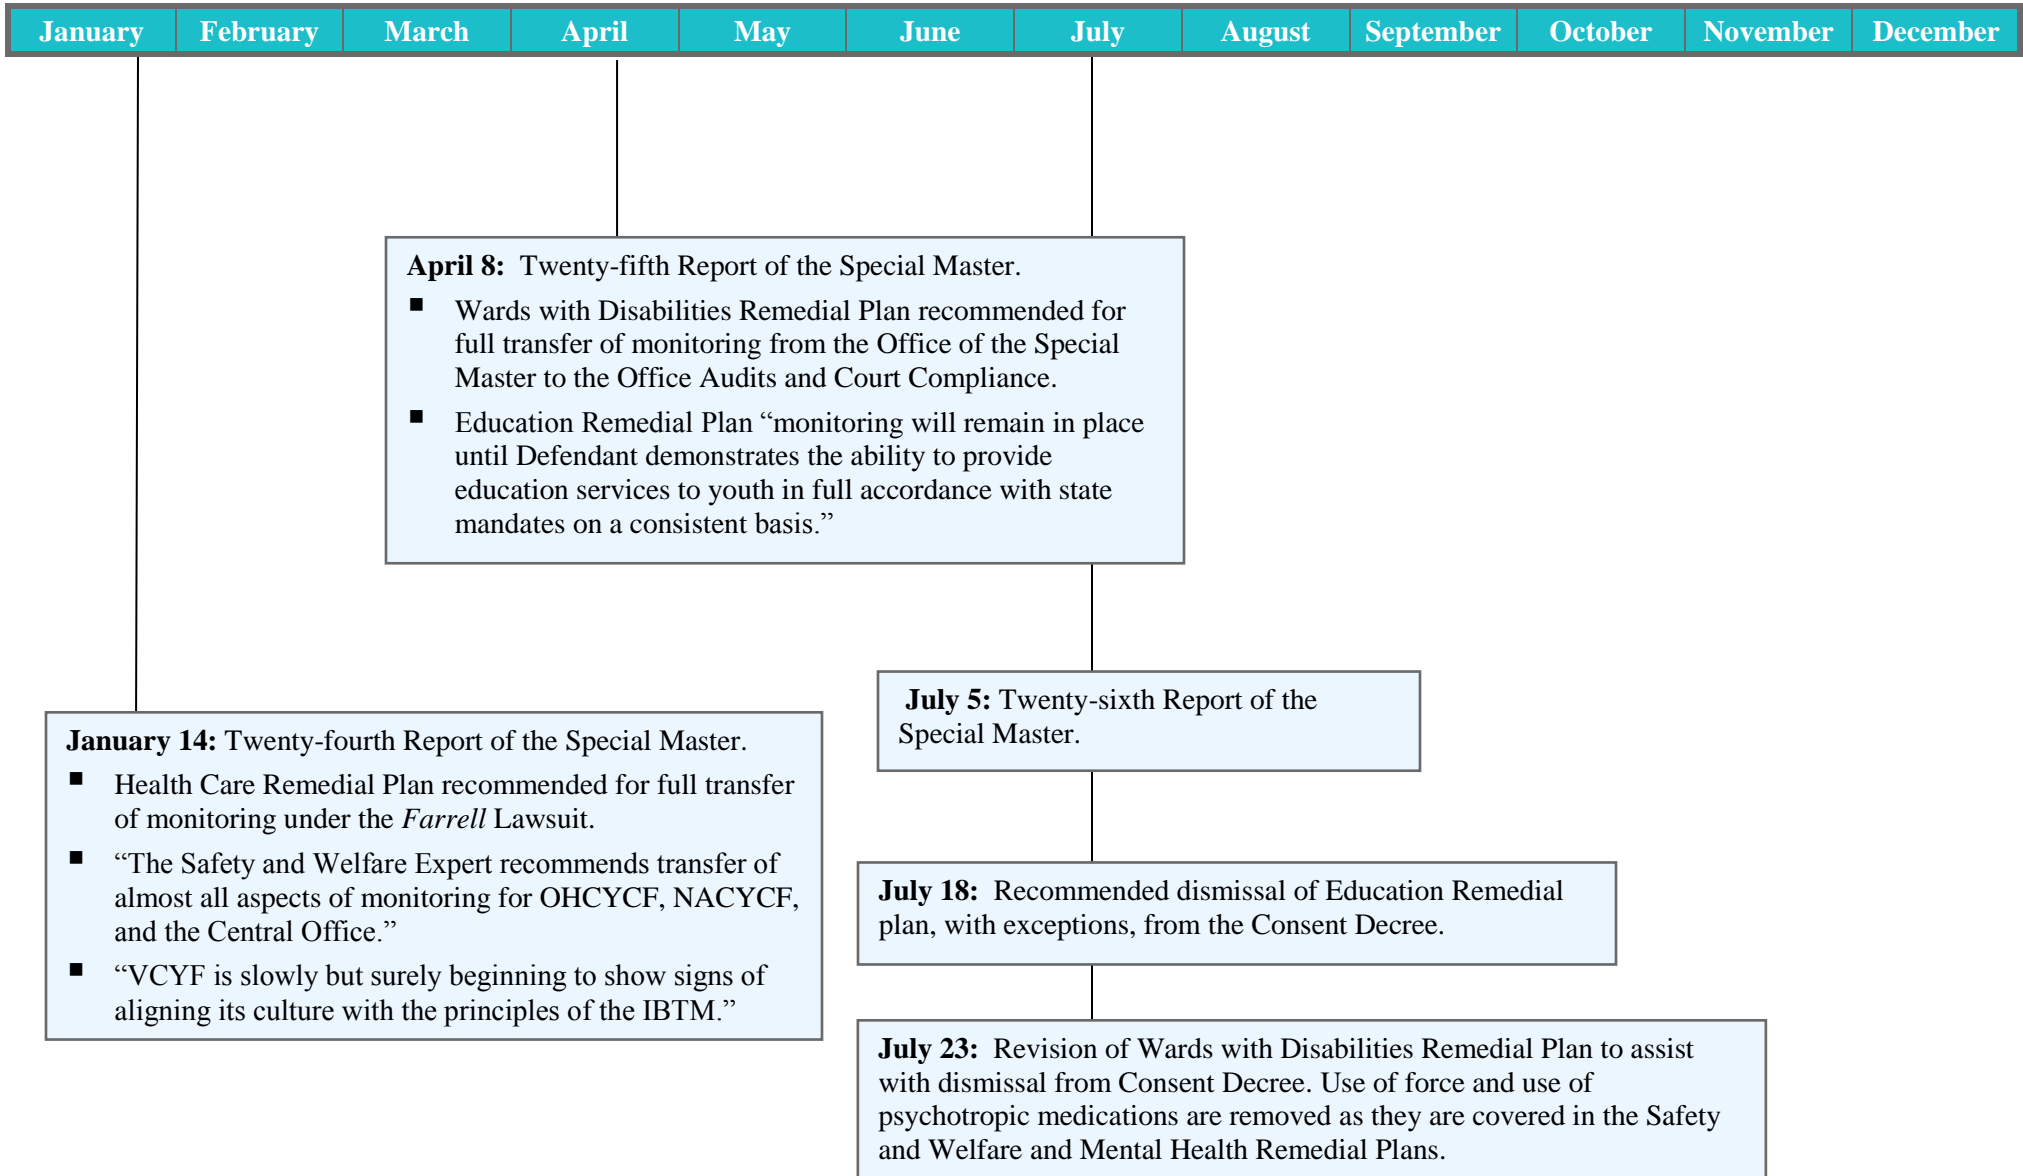 January February March April May June July August September October November December
April 8: Twenty-fifth Report of the Special Master.
■ Wards with Disabilities Remedial Plan recommended for
full transfer of monitoring from the Office of the Special
Master to the Office Audits and Court Compliance.
■ Education Remedial Plan “monitoring will remain in place
until Defendant demonstrates the ability to provide
education services to youth in full accordance with state
mandates on a consistent basis.”
January 14: Twenty-fourth Report of the Special Master.
■ Health Care Remedial Plan recommended for full transfer
of monitoring under the Farrell Lawsuit.
■ “The Safety and Welfare Expert recommends transfer of
almost all aspects of monitoring for OHCYCF, NACYCF,
and the Central Office.”
■ “VCYF is slowly but surely beginning to show signs of
aligning its culture with the principles of the IBTM.”
July 5: Twenty-sixth Report of the
Special Master.
July 18: Recommended dismissal of Education Remedial
plan, with exceptions, from the Consent Decree.
July 23: Revision of Wards with Disabilities Remedial Plan to assist
with dismissal from Consent Decree. Use of force and use of
psychotropic medications are removed as they are covered in the Safety
and Welfare and Mental Health Remedial Plans.